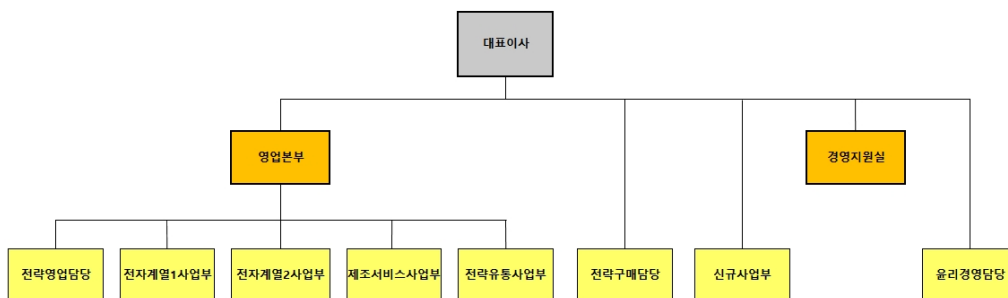 대표이사
영업본부
경영지원실
전략영업담당
전자계열1사업부
전자계열2사업부
제조서비스사업부
전략유통사업부
전략구매담당
신규사업부
윤리경영담당